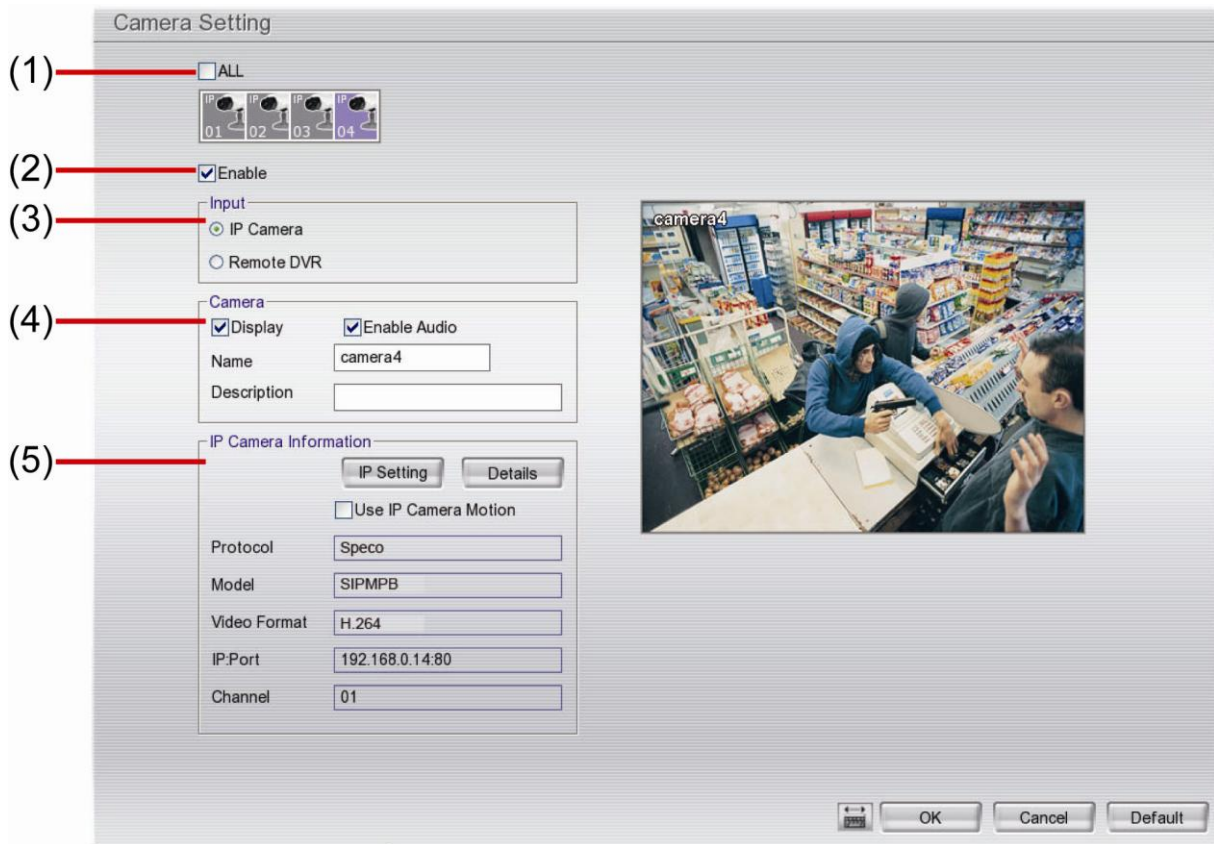 Camera Setting
(1) ALL
IP IP IP IP
01 02 03 04
(2) Enable
(3) Input
IP Camera
Remote DVR
(4) Camera
Display Enable Audio
Name camera4
Description
(5) IP Camera Information
IP Setting Details
Use IP Camera Motion
Protocol Speco
Model SIPMPB
Video Format H.264
IP:Port 192.168.0.14:80
Channel 01
camera4
OK Cancel Default